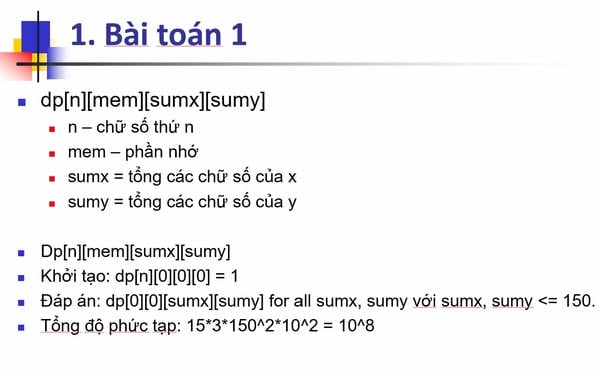 1. Bài toán 1
dp[n][mem][sumx][sumy]
n – chữ số thứ n
mem – phần nhớ
sumx = tổng các chữ số của x
sumy = tổng các chữ số của y
Dp[n][mem][sumx][sumy]
Khởi tạo: dp[n][0][0][0] = 1
Đáp án: dp[0][0][sumx][sumy] for all sumx, sumy với sumx, sumy <= 150.
Tổng độ phức tạp: 15*3*150^2*10^2 = 10^8